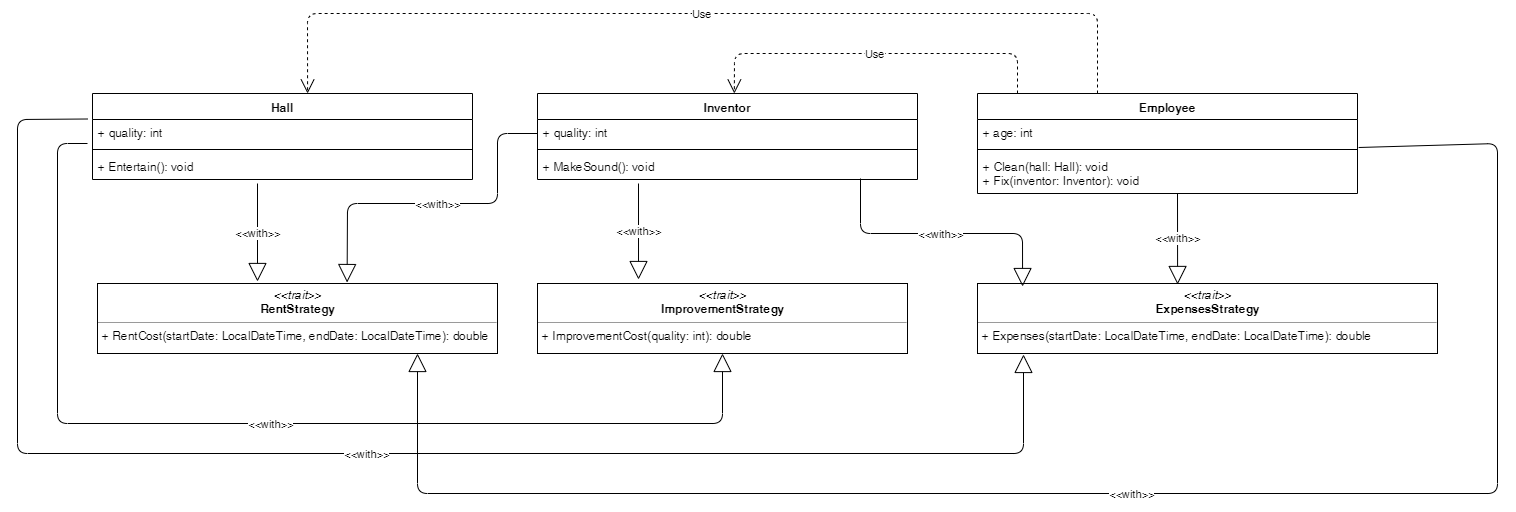 Use
Use
Hall
+ quality: int
+ Entertain(): void
Inventor
+ quality: int
+ MakeSound(): void
Employee
+ age: int
+ Clean(hall: Hall): void
+ Fix(inventor: Inventor): void
<<with>>
<<with>>
<<with>>
<<with>>
<<with>>
<<trait>>
RentStrategy
+ RentCost(startDate: LocalDateTime, endDate: LocalDateTime): double
<<trait>>
ImprovementStrategy
+ ImprovementCost(quality: int): double
<<trait>>
ExpensesStrategy
+ Expenses(startDate: LocalDateTime, endDate: LocalDateTime): double
<<with>>
<<with>>
<<with>>